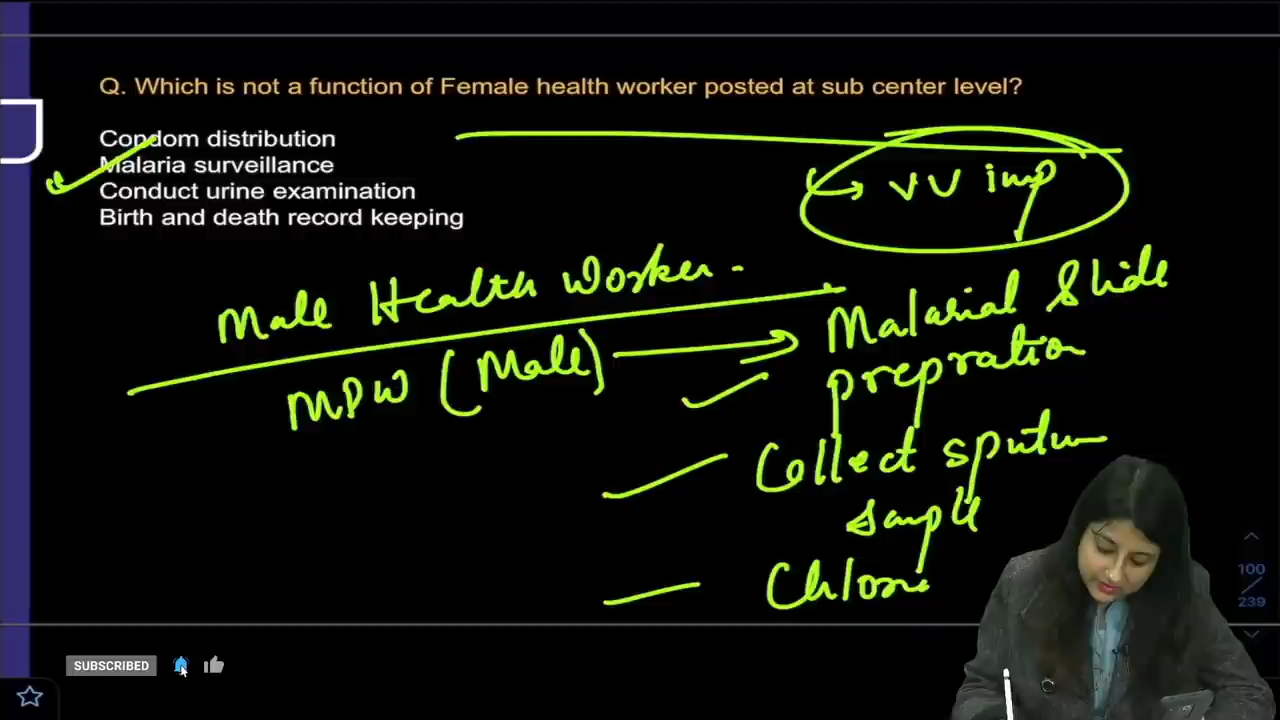 Q. Which is not a function of Female health worker posted at sub center level?
Condom distribution
Malaria surveillance
Conduct urine examination
Birth and death record keeping
VV imp
Male Health Worker.
MPW (Male)
Malarial Slide
prepration
Collect sputum
sample
Chlori
100
239
SUBSCRIBED